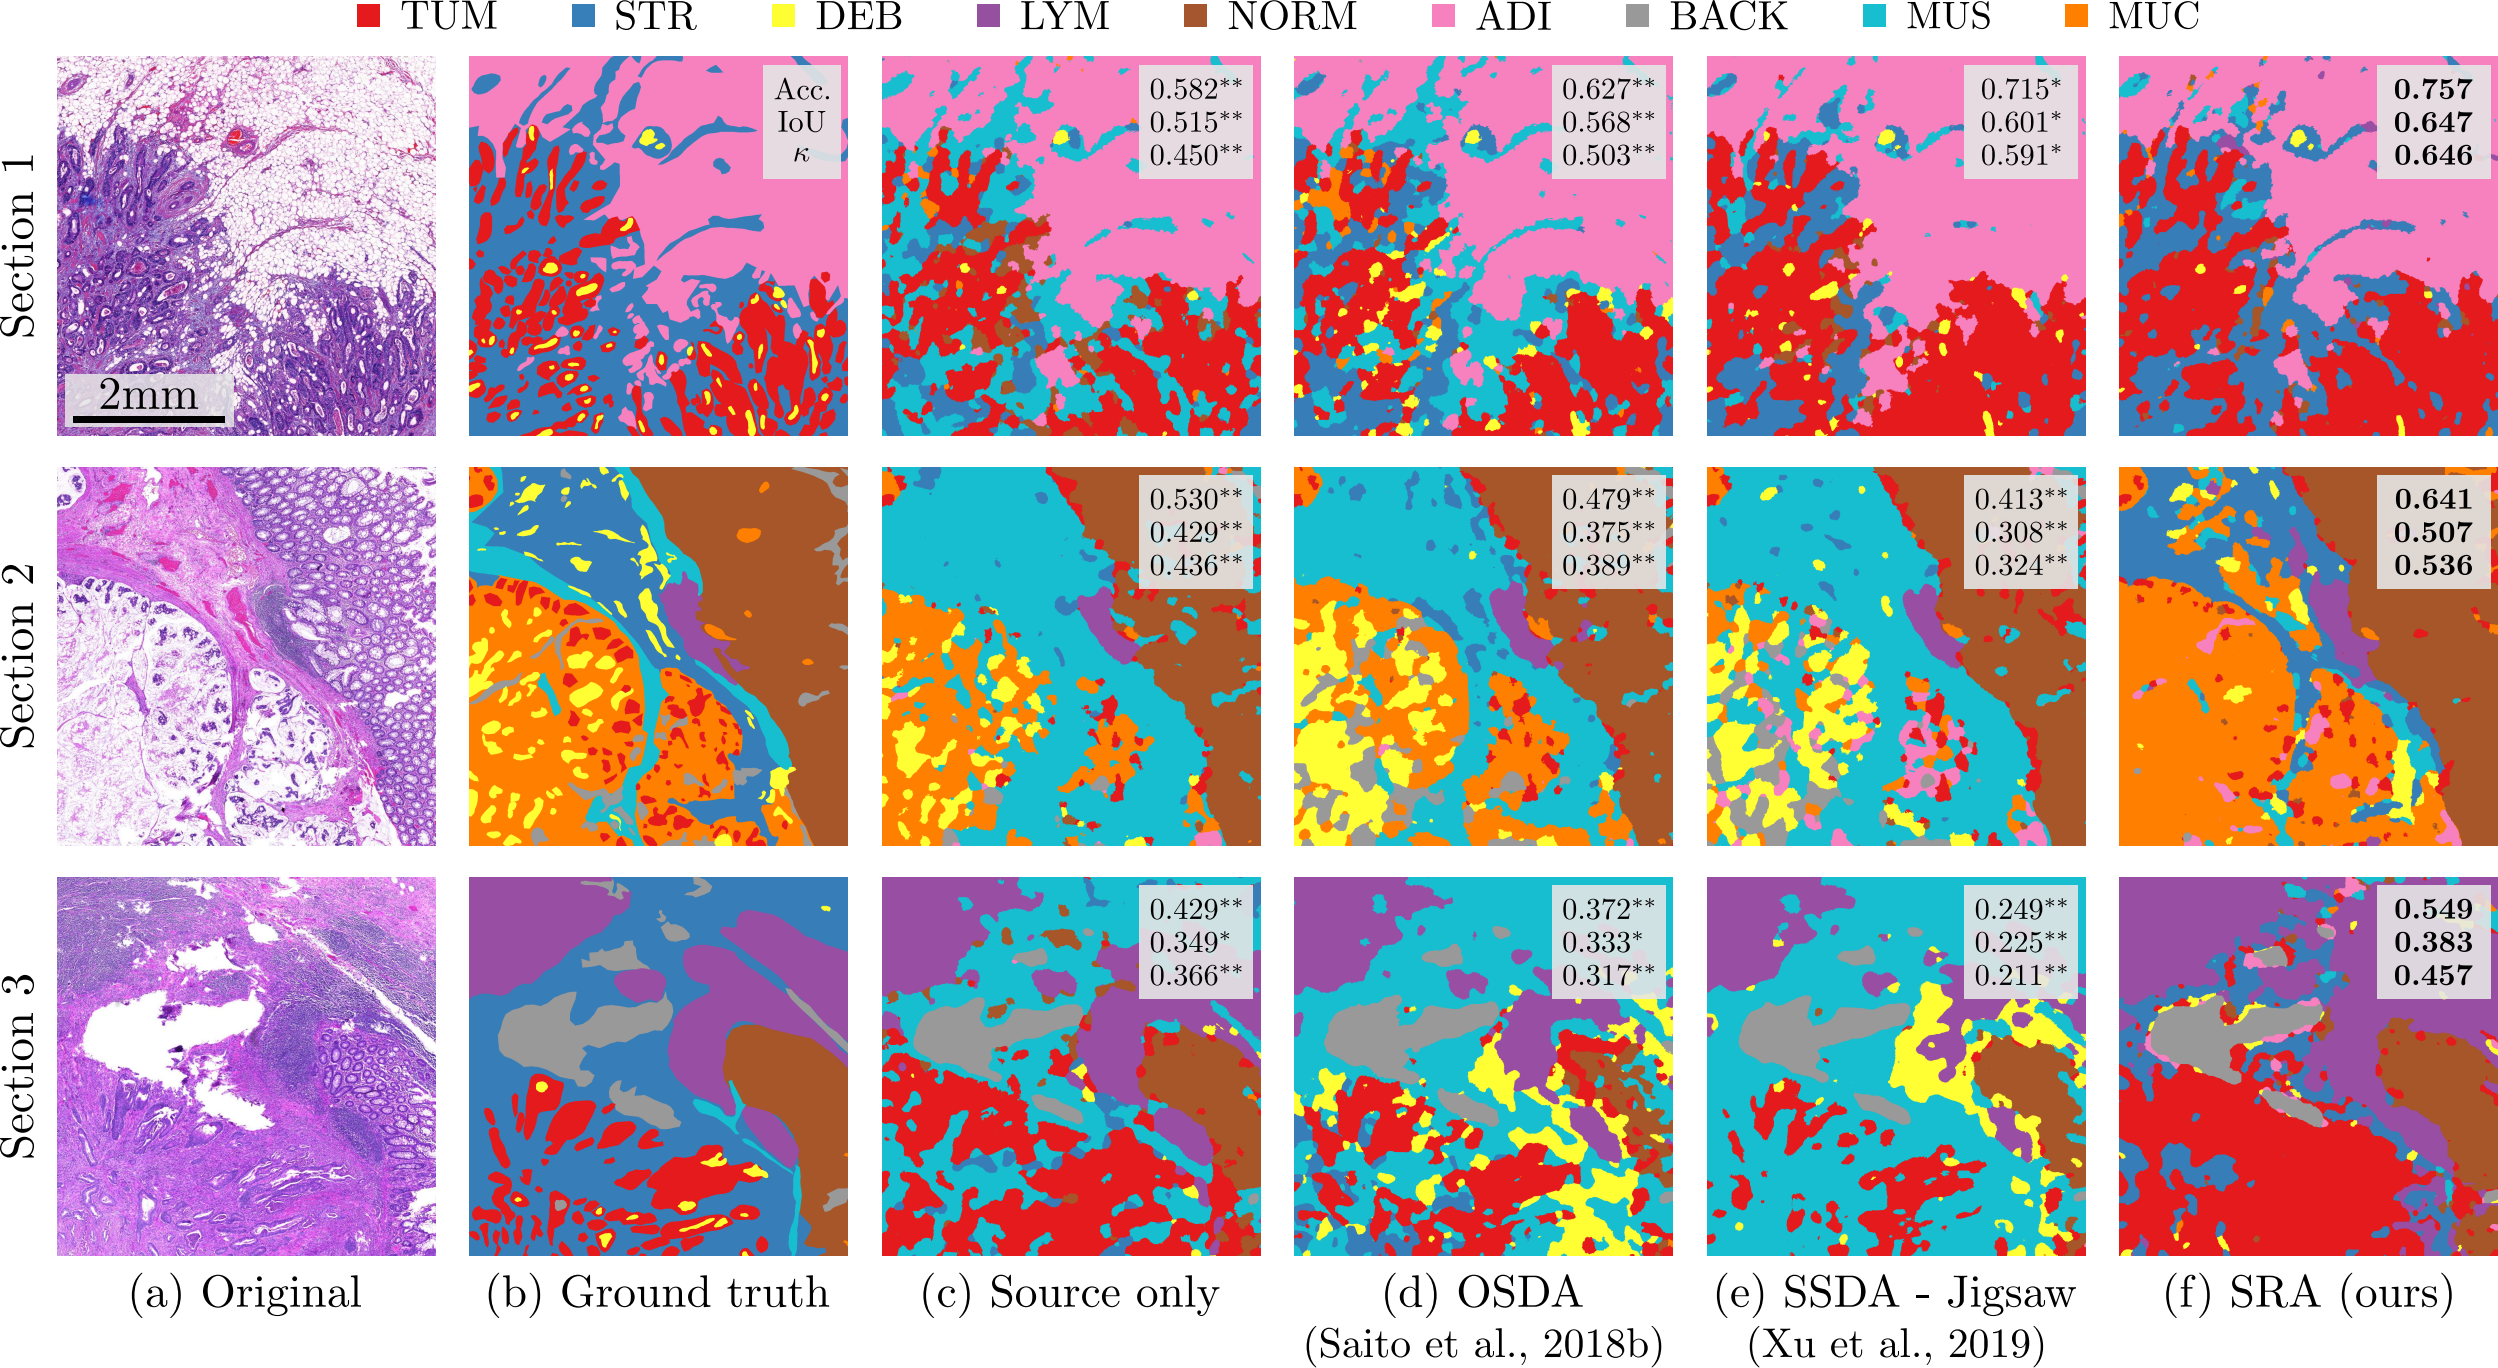 TUM STR DEB LYM NORM ADI BACK MUS MUC
Section 1
2mm
Acc.
IoU
κ
0.582**
0.515**
0.450**
0.627**
0.568**
0.503**
0.715*
0.601*
0.591*
0.757
0.647
0.646
Section 2
0.530**
0.429**
0.436**
0.479**
0.375**
0.389**
0.413**
0.308**
0.324**
0.641
0.507
0.536
Section 3
0.429**
0.349*
0.366**
0.372**
0.333*
0.317**
0.249**
0.225**
0.211**
0.549
0.383
0.457
(a) Original
(b) Ground truth
(c) Source only
(d) OSDA
(Saito et al., 2018b)
(e) SSDA - Jigsaw
(Xu et al., 2019)
(f) SRA (ours)